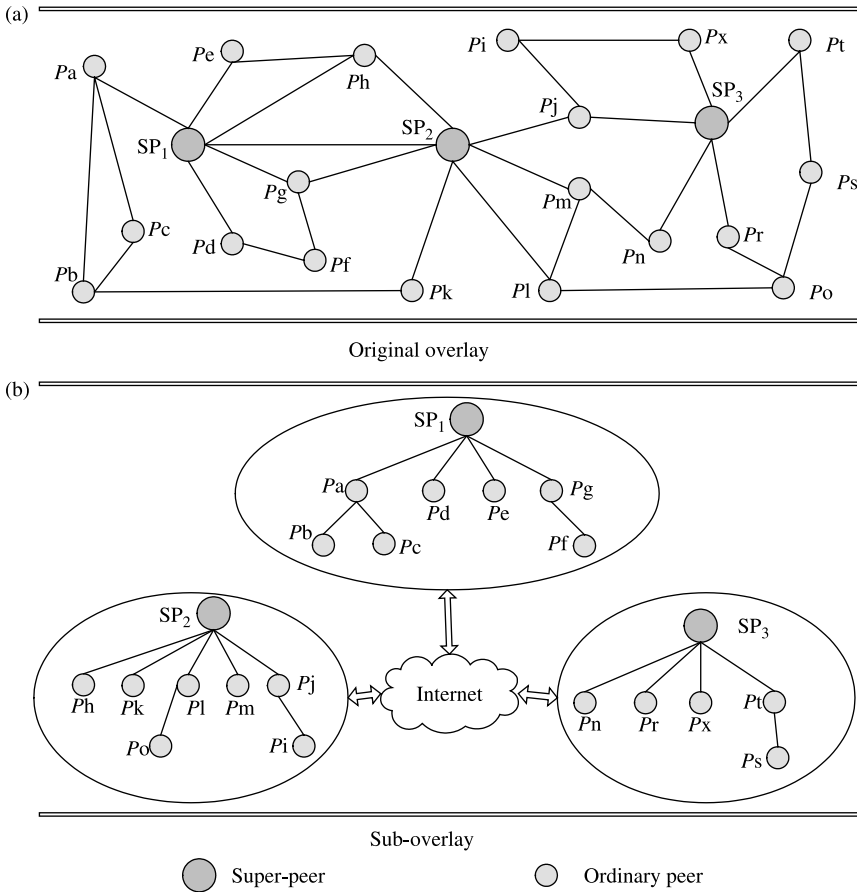 (a)
Pe
Pi
Px
Pt
Pa
Ph
SP3
Pj
SP1
SP2
Pg
Pm
Ps
Pc
Pd
Pf
Pn
Pr
Pb
Pk
Pl
Po
Original overlay
(b)
SP1
Pa
Pd
Pe
Pg
Pb
Pc
Pf
SP2
SP3
Pj
Internet
Ph
Pk
Pl
Pm
Pn
Pr
Px
Pt
Po
Pi
Ps
Sub-overlay
Super-peer
Ordinary peer